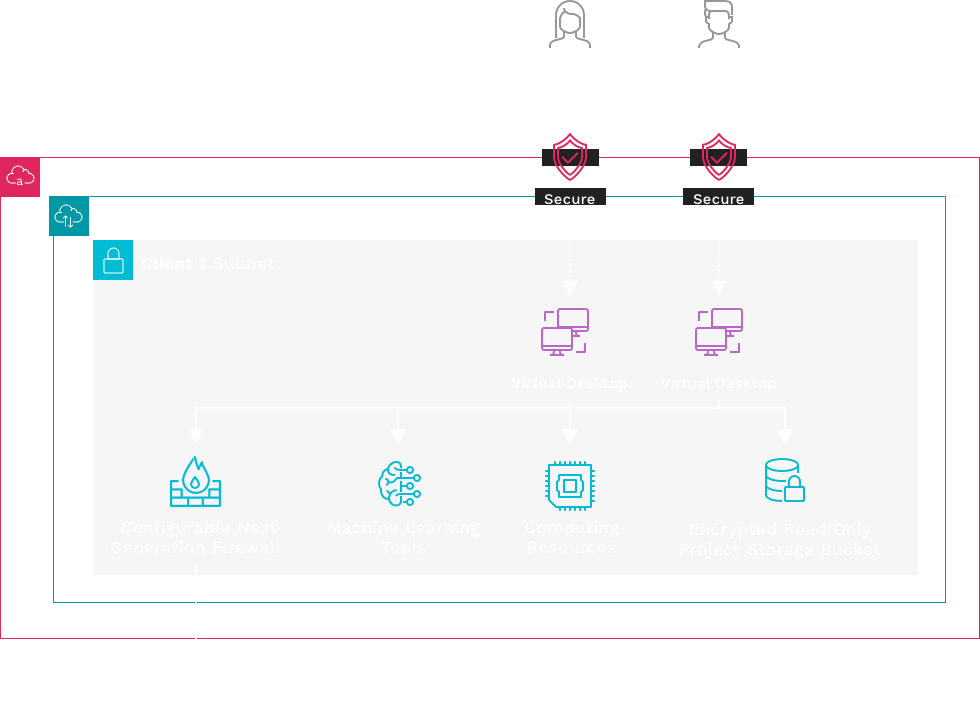 a
Secure
Secure
Client 1 Subnet
Virtual Desktop
Virtual Desktop
Configurable Next
Generation Firewall
Machine Learning
Tools
Computing
Resources
Encrypted Read Only
Project Storage Bucket